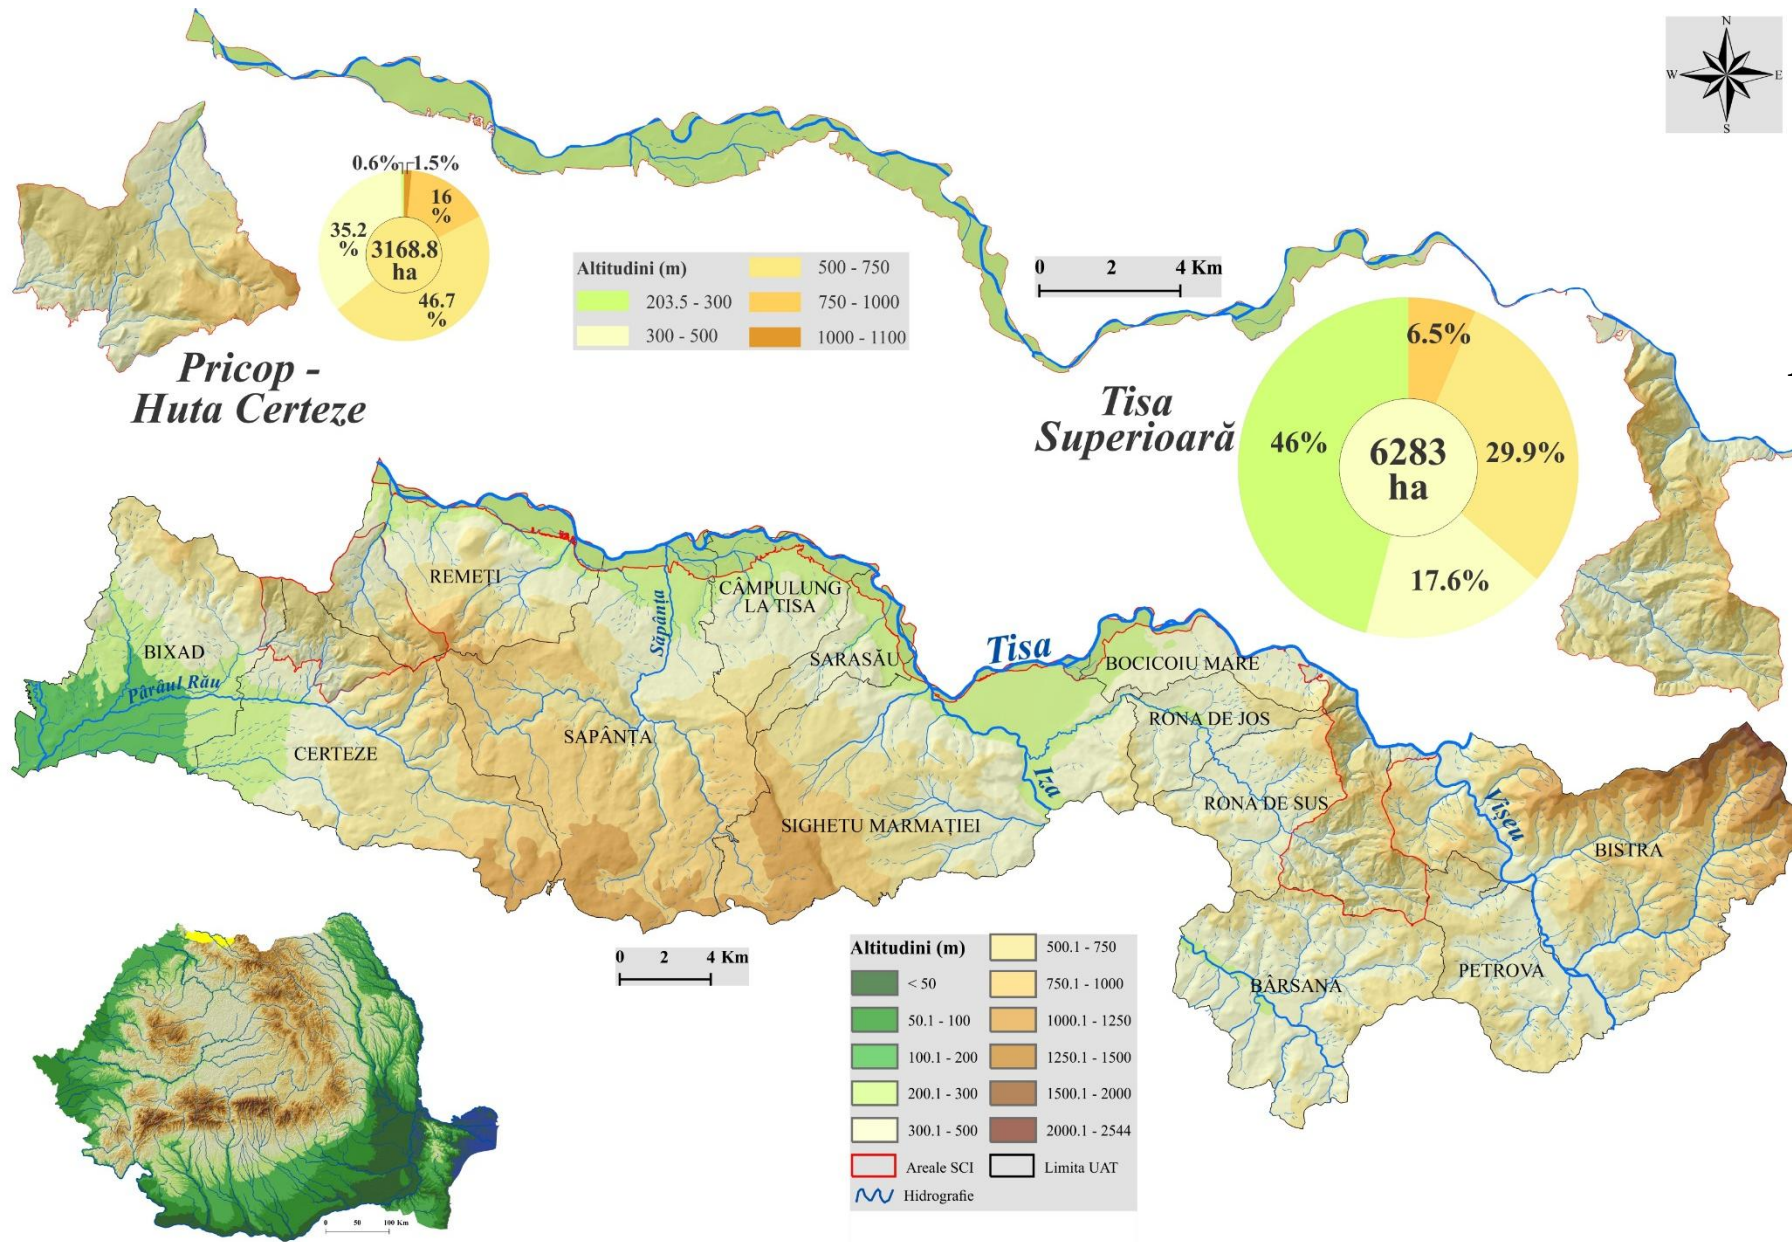 N
W
E
S
0.6%
1.5%
16
%
35.2
%
3168.8
ha
46.7
%
Pricop -
Huta Certeze
Altitudini (m)
203.5 - 300
300 - 500
500 - 750
750 - 1000
1000 - 1100
0 2 4 Km
Tisa
Superioară
6.5%
46%
6283
ha
29.9%
17.6%
REMEȚI
CÂMPULUNG
LA TISA
Săpânța
BIXAD
SARASĂU
Tisa
BOCICOIU MARE
Pârâul Rău
RONA DE JOS
CERTEZE
SAPÂNȚA
Iza
RONA DE SUS
SIGHETU MARMAȚIEI
Vișeu
BISTRA
PETROVA
BÂRSANA
0 2 4 Km
Altitudini (m)
< 50
50.1 - 100
100.1 - 200
200.1 - 300
300.1 - 500
500.1 - 750
750.1 - 1000
1000.1 - 1250
1250.1 - 1500
1500.1 - 2000
2000.1 - 2544
Areale SCI
Limita UAT
Hidrografie
0 50 100 Km